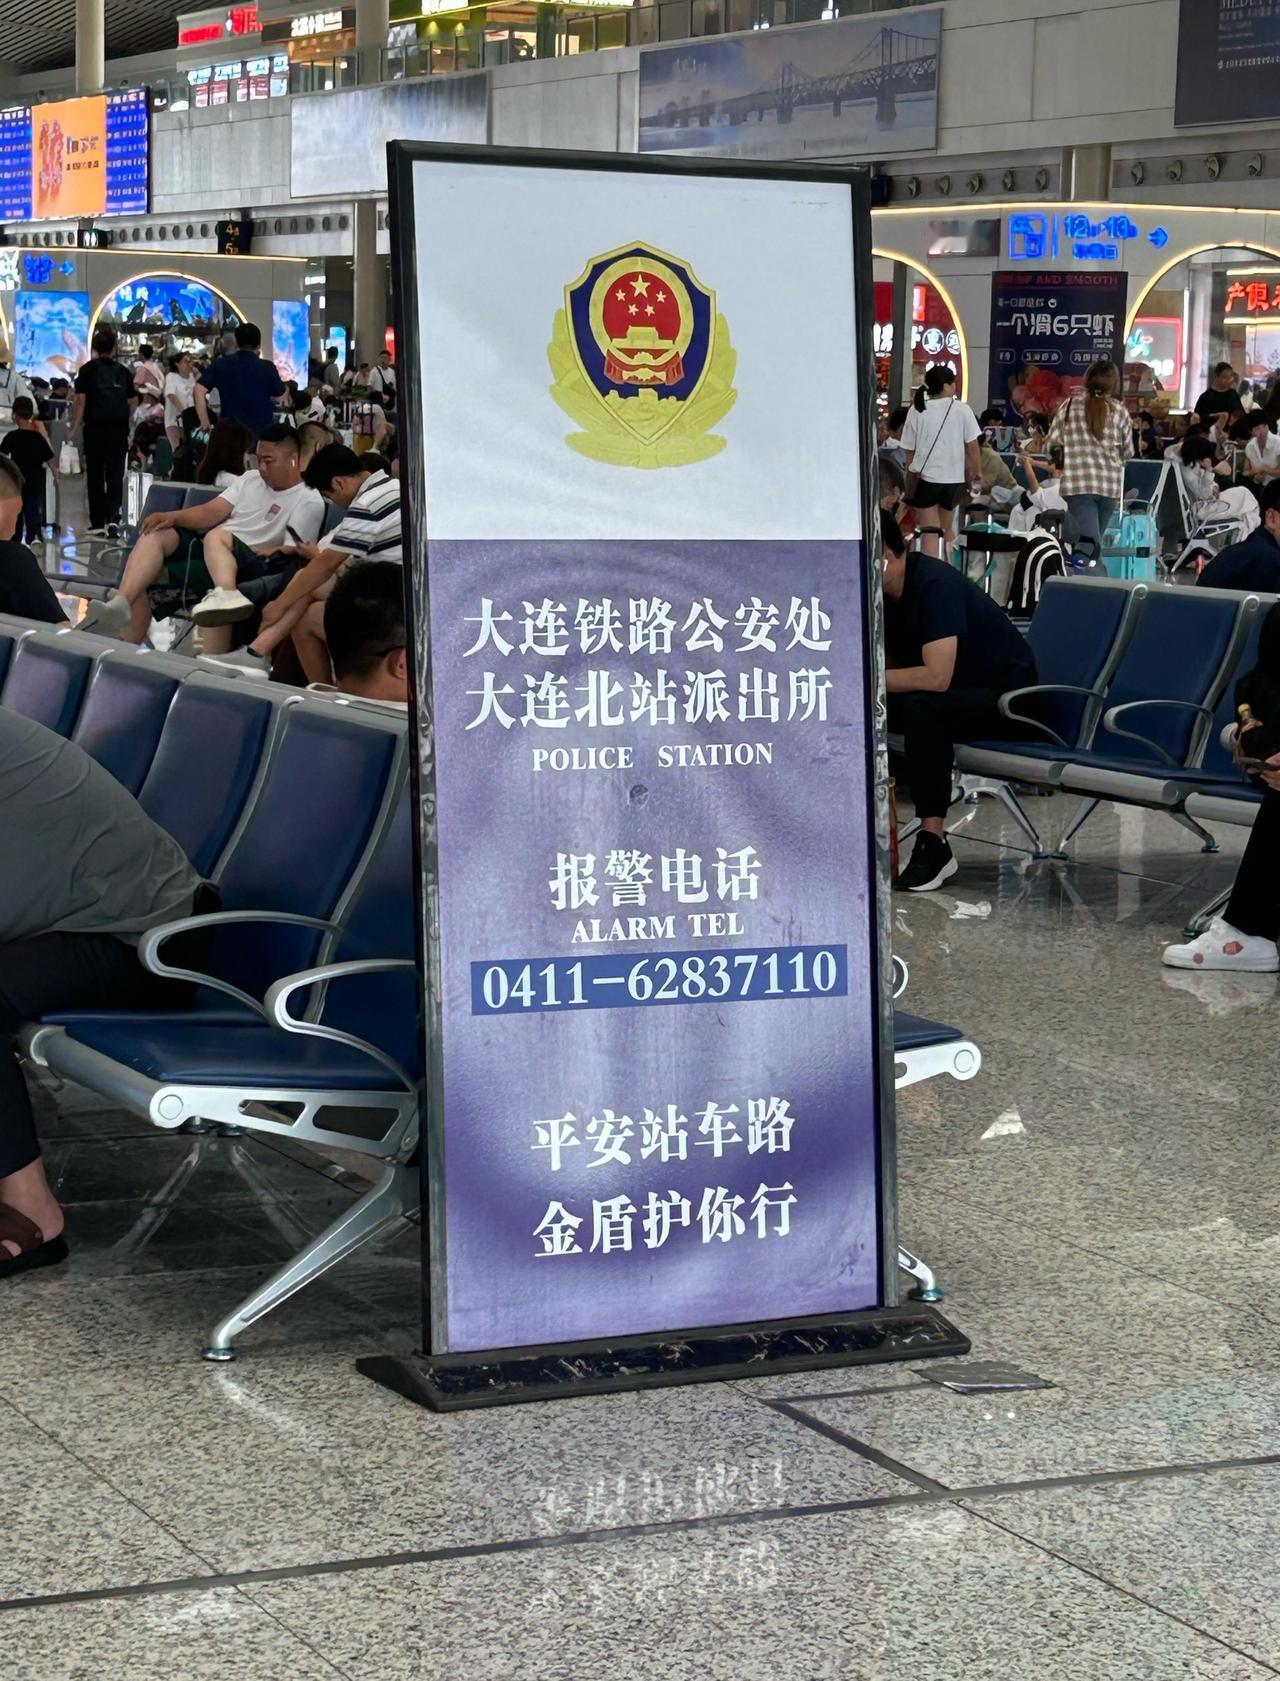 大连铁路公安处
大连北站派出所
POLICE STATION
报警电话
ALARM TEL
0411-62837110
平安站车路
金盾护你行
一个滑6只虾